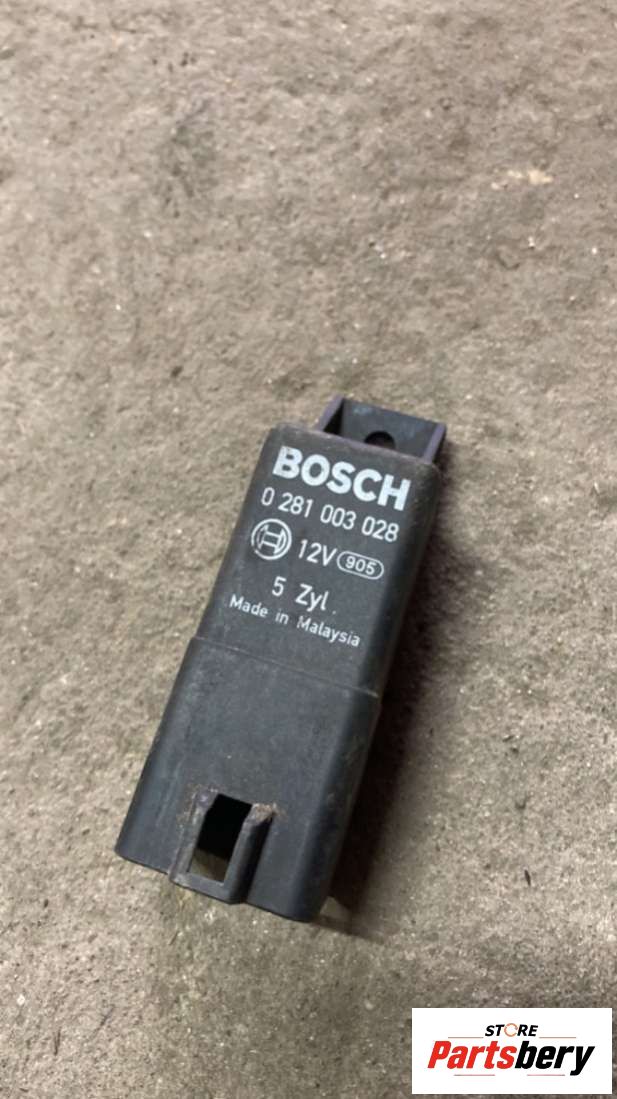 BOSCH
0 281 003 028
12V 905
5 Zyl.
Made in Malaysia
STORE
Partsbery